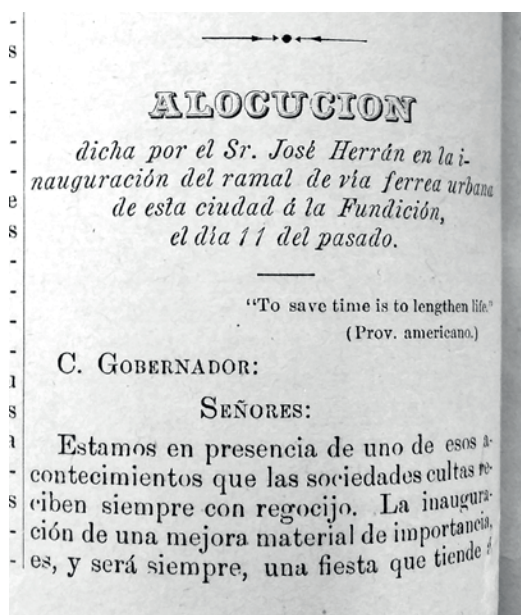 ALOCUCION
dicha por el Sr. José Herrán en la i-
nauguración del ramal de vía ferrea urbana
de esta ciudad á la Fundición,
el día 11 del pasado.
"To save time is to lengthen life."
(Prov. americano.)
C. GOBERNADOR:
SEÑORES:
Estamos en presencia de uno de esos a-
contecimientos que las sociedades cultas re-
ciben siempre con regocijo. La inaugura-
ción de una mejora material de importancia,
es, y será siempre, una fiesta que tiende á